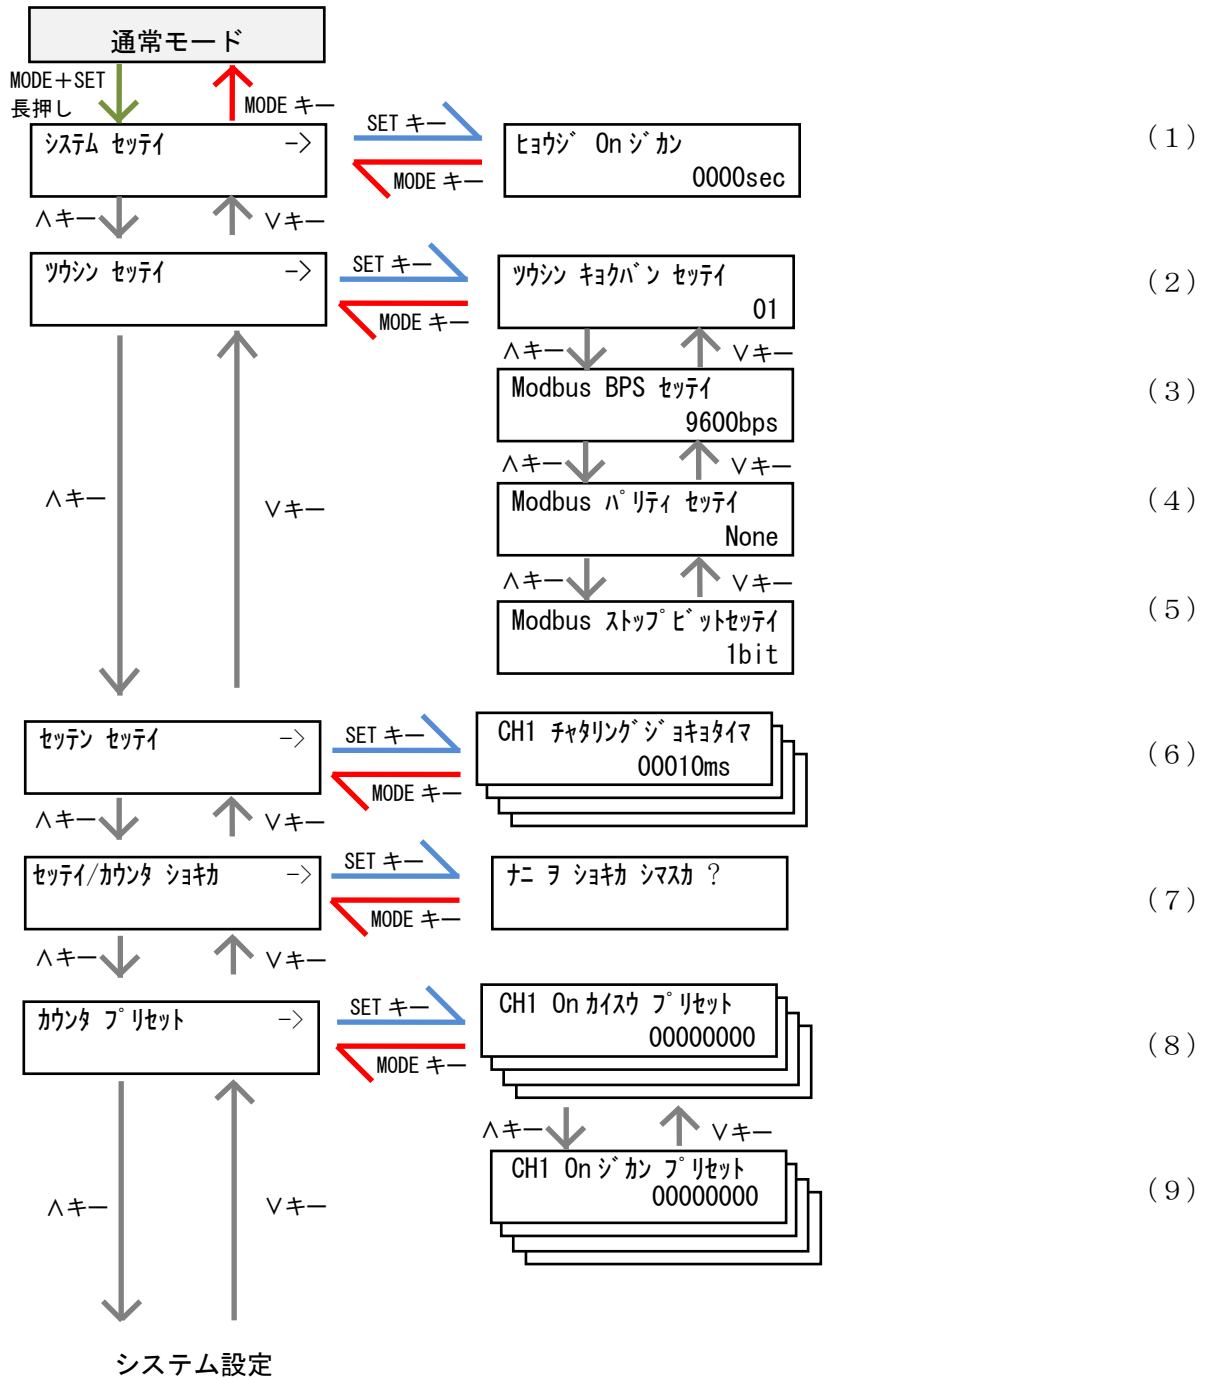 通常モード
MODE＋SET
長押し
MODE キー
ｼｽﾃﾑ ｾｯﾃｲ ->
SET キー
MODE キー
ﾋｮｳｼﾞ Onｼﾞｶﾝ
0000sec
（１）
∧キー
∨キー
ﾂｳｼﾝ ｾｯﾃｲ ->
SET キー
MODE キー
ﾂｳｼﾝ ｷｮｸﾊﾞﾝ ｾｯﾃｲ
01
（２）
∧キー
∨キー
Modbus BPS ｾｯﾃｲ
9600bps
（３）
∧キー
∨キー
Modbus ﾊﾟﾘﾃｨ ｾｯﾃｲ
None
（４）
∧キー
∨キー
∧キー
∨キー
Modbus ｽﾄｯﾌﾟﾋﾞｯﾄｾｯﾃｲ
1bit
（５）
ｾｯﾃﾝ ｾｯﾃｲ ->
SET キー
MODE キー
CH1 ﾁｬﾀﾘﾝｸﾞｼﾞｮｷｮﾀｲﾏ
00010ms
（６）
∧キー
∨キー
ｾｯﾃｲ/ｶｳﾝﾀ ｼｮｷｶ ->
SET キー
MODE キー
ﾅﾆ ｦ ｼｮｷｶ ｼﾏｽｶ ?
（７）
∧キー
∨キー
ｶｳﾝﾀ ﾌﾟﾘｾｯﾄ ->
SET キー
MODE キー
CH1 Onｶｲｽｳ ﾌﾟﾘｾｯﾄ
00000000
（８）
∧キー
∨キー
CH1 Onｼﾞｶﾝ ﾌﾟﾘｾｯﾄ
00000000
（９）
∧キー
∨キー
システム設定